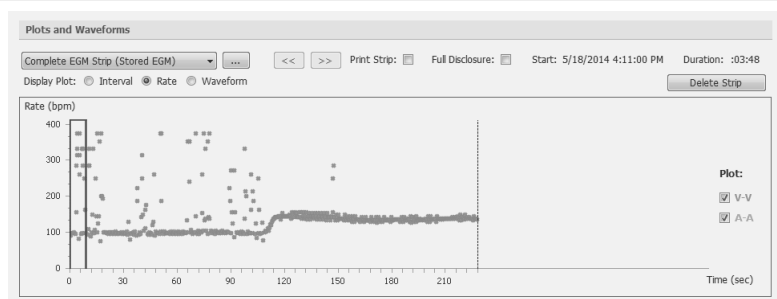 Plots and Waveforms
Complete EGM Strip (Stored EGM) ... << >> Print Strip: Full Disclosure: Start: 5/18/2014 4:11:00 PM Duration: :03:48
Display Plot: Interval Rate Waveform Delete Strip
Rate (bpm)
400
300
Plot:
200 V-V
A-A
100
0
0 30 60 90 120 150 180 210 Time (sec)